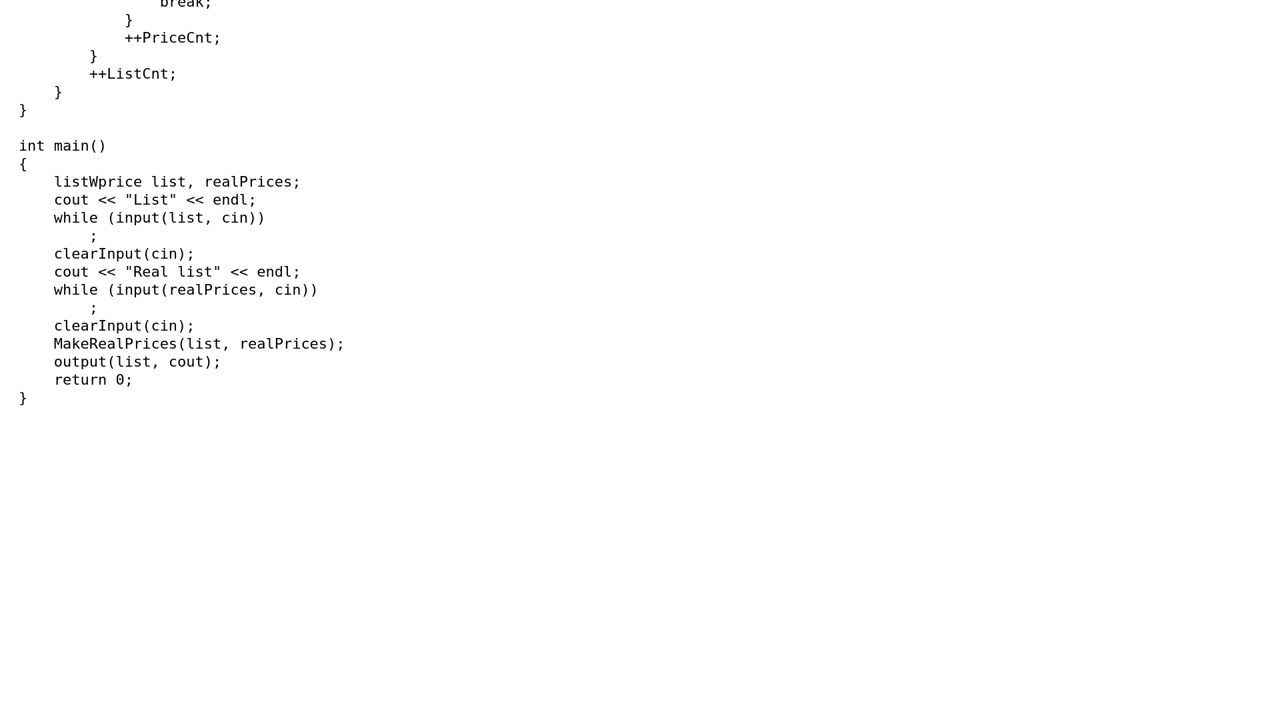 break;
            }
            ++PriceCnt;
        }
        ++ListCnt;
    }
}

int main()
{
    listWprice list, realPrices;
    cout << "List" << endl;
    while (input(list, cin))
        ;
    clearInput(cin);
    cout << "Real list" << endl;
    while (input(realPrices, cin))
        ;
    clearInput(cin);
    MakeRealPrices(list, realPrices);
    output(list, cout);
    return 0;
}